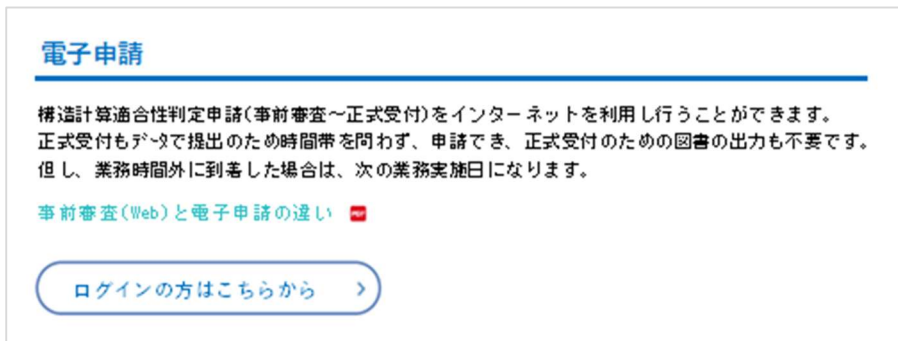 電子申請
構造計算適合性判定申請(事前審査～正式受付)をインターネットを利用し行うことができます。
正式受付もデータで提出のため時間帯を問わず、申請でき、正式受付のための図書の出力も不要です。
但し、業務時間外に到着した場合は、次の業務実施日になります。
事前審査(Web)と電子申請の違い PDF
ログインの方はこちらから